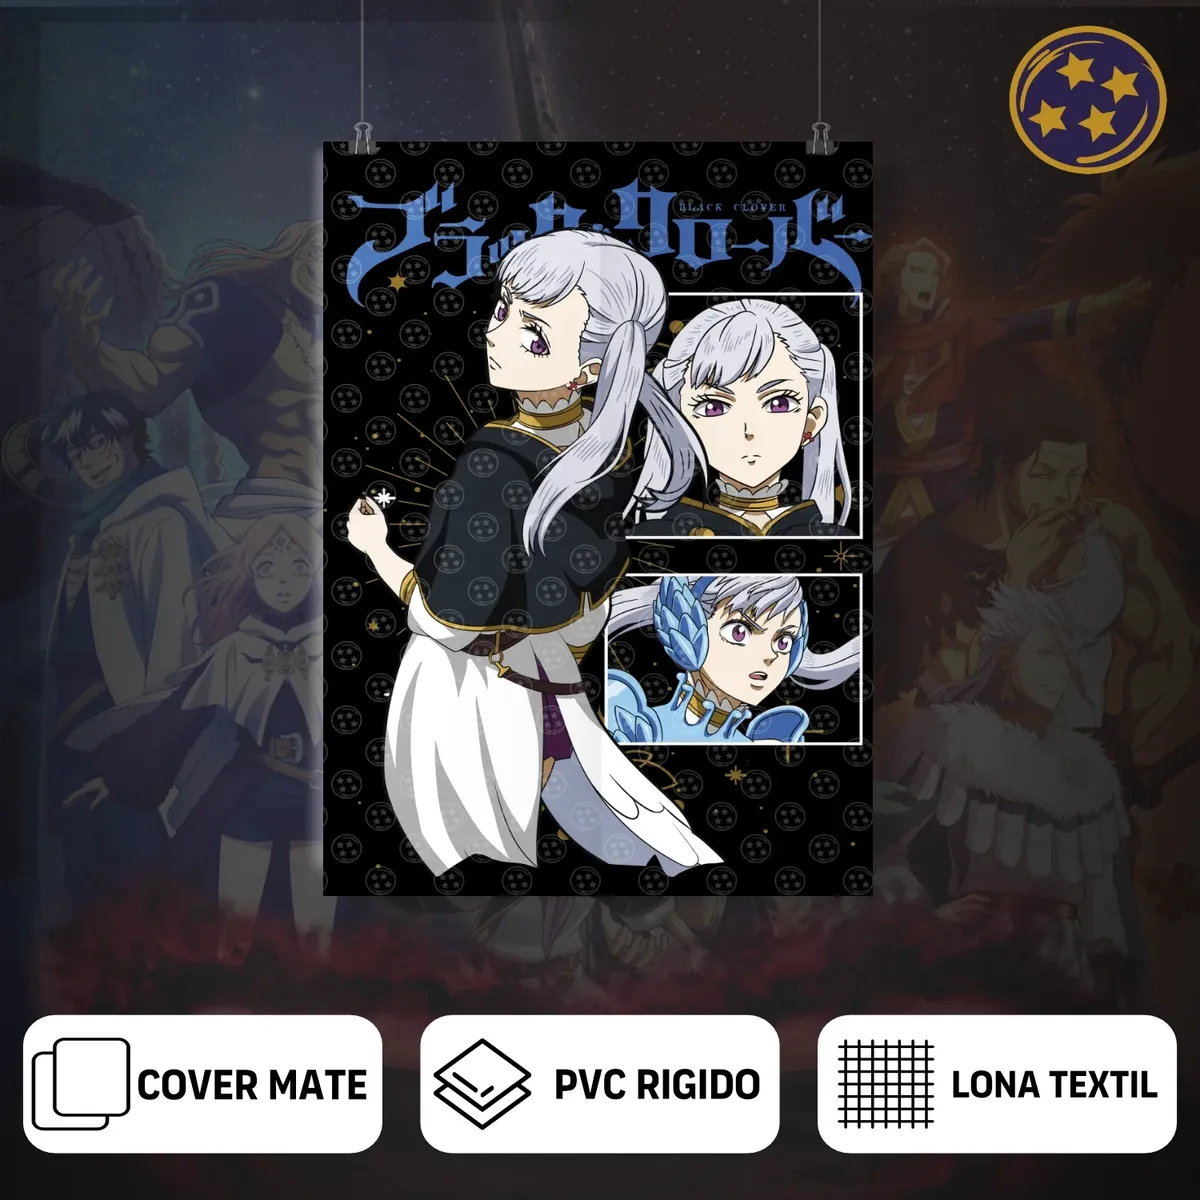 ブラッククローバー
BLACK CLOVER
COVER MATE
PVC RIGIDO
LONA TEXTIL